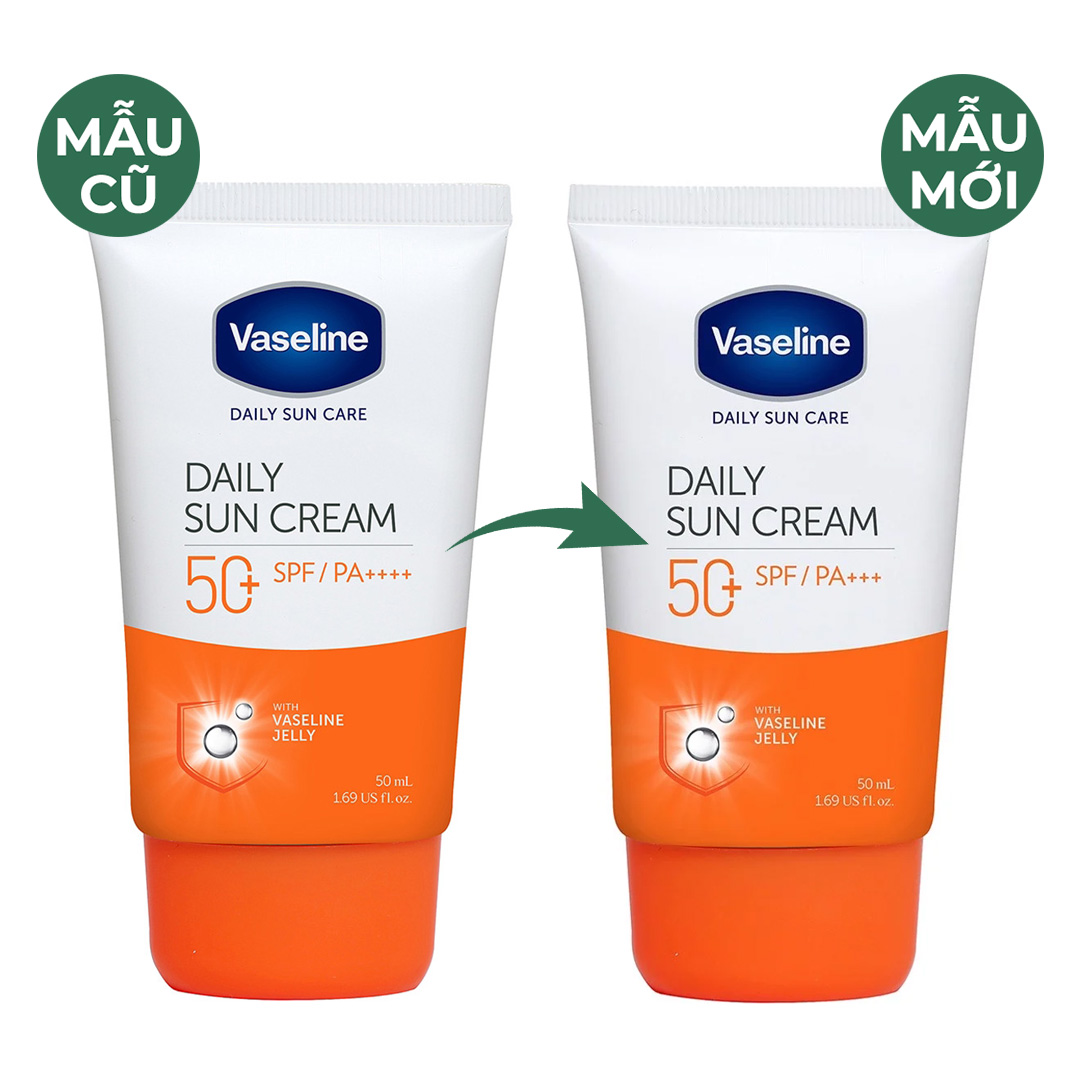 MẪU
CŨ
MẪU
MỚI
Vaseline
DAILY SUN CARE
DAILY
SUN CREAM
50+ SPF / PA++++
WITH
VASELINE
JELLY
50 mL
1.69 US fl. oz.
Vaseline
DAILY SUN CARE
DAILY
SUN CREAM
50+ SPF / PA+++
WITH
VASELINE
JELLY
50 mL
1.69 US fl. oz.